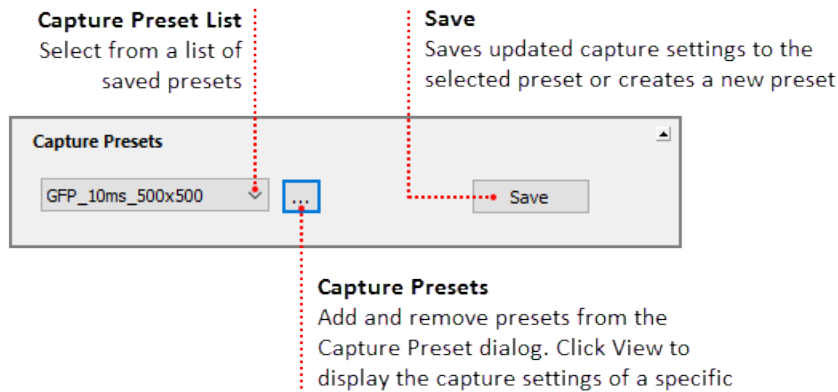 Capture Preset List
Select from a list of
saved presets
Save
Saves updated capture settings to the
selected preset or creates a new preset
Capture Presets
GFP_10ms_500x500
...
Save
Capture Presets
Add and remove presets from the
Capture Preset dialog. Click View to
display the capture settings of a specific